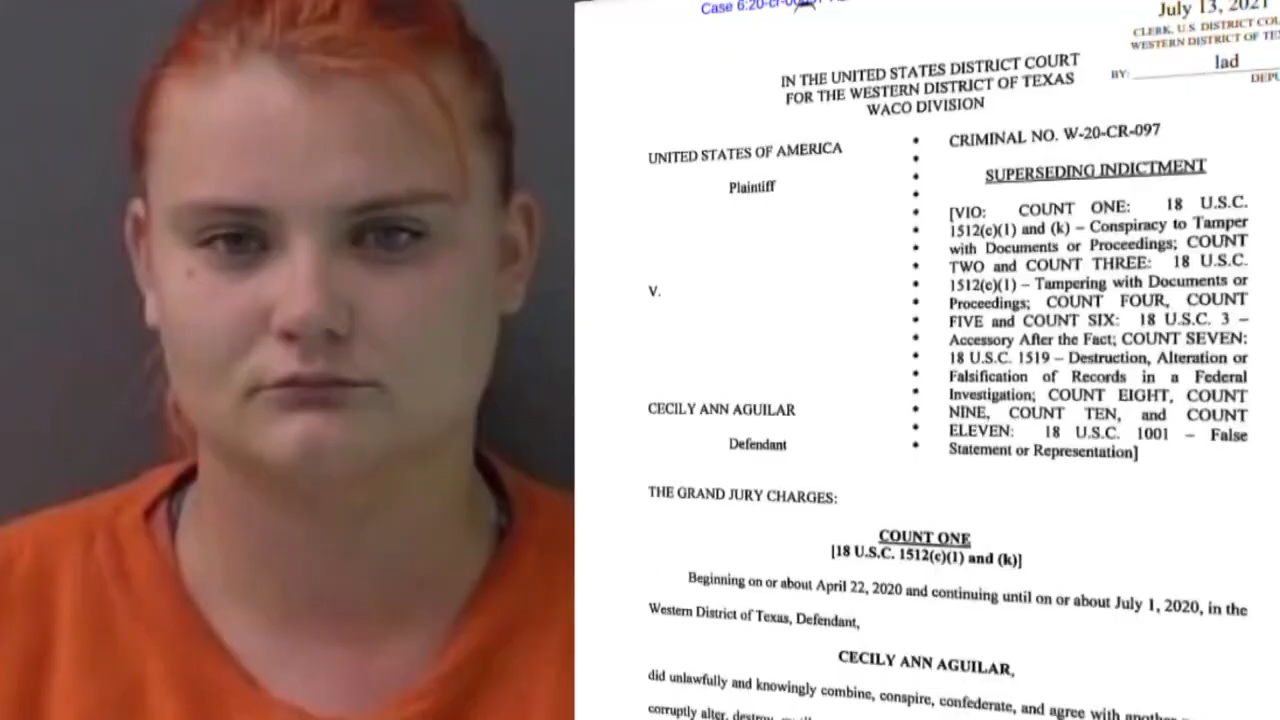 Case 6:20-cr-
July 13, 2021
CLERK, U.S. DISTRICT
WESTERN DISTRICT OF
BY: lad
IN THE UNITED STATES DISTRICT COURT
FOR THE WESTERN DISTRICT OF TEXAS
WACO DIVISION
UNITED STATES OF AMERICA
Plaintiff
V.
CECILY ANN AGUILAR
Defendant
CRIMINAL NO. W-20-CR-097
SUPERSEDING INDICTMENT
[VIO: COUNT ONE: 18 U.S.C.
1512(c)(1) and (k) – Conspiracy to Tamper
with Documents or Proceedings; COUNT
TWO and COUNT THREE: 18 U.S.C.
1512(c)(1) – Tampering with Documents or
Proceedings; COUNT FOUR, COUNT
FIVE and COUNT SIX: 18 U.S.C. 3 –
Accessory After the Fact; COUNT SEVEN:
18 U.S.C. 1519 – Destruction, Alteration or
Falsification of Records in a Federal
Investigation; COUNT EIGHT, COUNT
NINE, COUNT TEN, and COUNT
ELEVEN: 18 U.S.C. 1001 – False
Statement or Representation]
THE GRAND JURY CHARGES:
COUNT ONE
[18 U.S.C. 1512(c)(1) and (k)]
Beginning on or about April 22, 2020 and continuing until on or about July 1, 2020, in the
Western District of Texas, Defendant,
CECILY ANN AGUILAR,
did unlawfully and knowingly combine, conspire, confederate, and agree with another
corruptly alter, destroy,